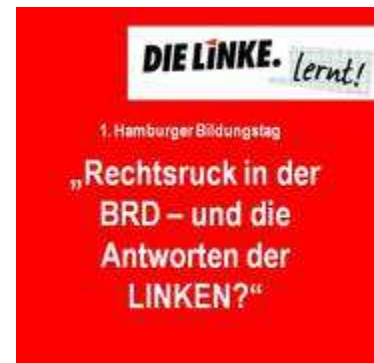 DIE LINKE. lernt!
1. Hamburger Bildungstag
„Rechtsruck in der
BRD – und die
Antworten der
LINKEN?“